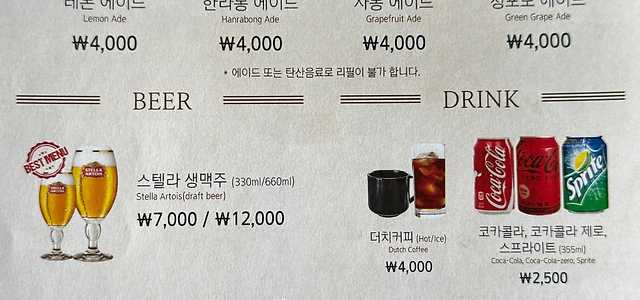 레몬 에이드
Lemon Ade
₩4,000
한라봉 에이드
Hanrabong Ade
₩4,000
자몽 에이드
Grapefruit Ade
₩4,000
청포도 에이드
Green Grape Ade
₩4,000
* 에이드 또는 탄산음료로 리필이 불가 합니다.
BEER
BEST MENU
STELLA ARTOIS
STELLA ARTOIS
스텔라 생맥주 (330ml/660ml)
Stella Artois(draft beer)
₩7,000 / ₩12,000
DRINK
더치커피 (Hot/Ice)
Dutch Coffee
₩4,000
Coca-Cola
Coca-Cola
Sprite
코카콜라, 코카콜라 제로,
스프라이트 (355ml)
Coca-Cola, Coca-Cola-zero, Sprite
₩2,500